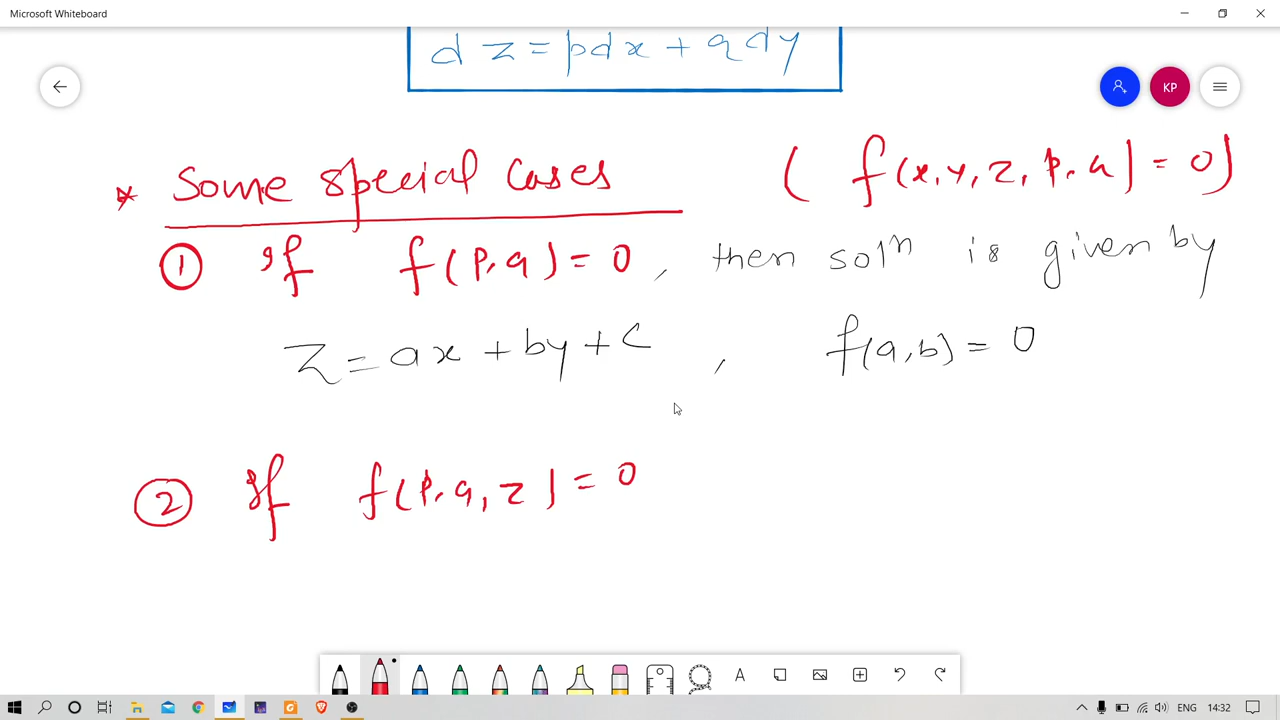 Microsoft Whiteboard
dz = pdx + qdy
KP
* Some special cases ( f(x, y, z, p, q) = 0 )
① If f(p, q) = 0, then solⁿ is given by
z = ax + by + c , f(a, b) = 0
② If f(p, q, z) = 0
A
ENG 14:32